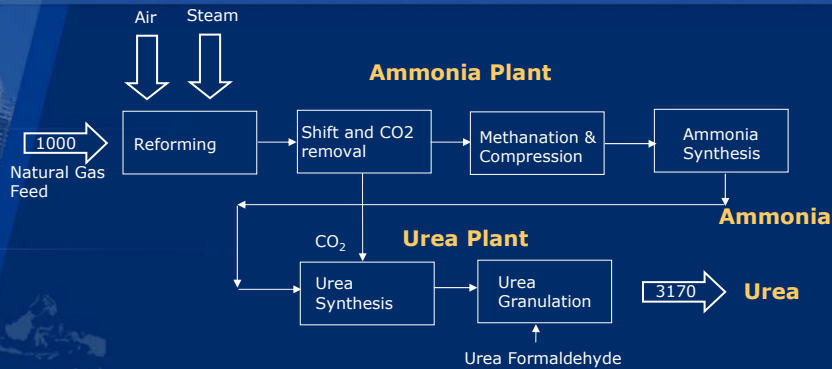 Air
Steam
Ammonia Plant
1000
Natural Gas
Feed
Reforming
Shift and CO2
removal
Methanation &
Compression
Ammonia
Synthesis
Ammonia
CO₂
Urea Plant
Urea
Synthesis
Urea
Granulation
3170
Urea
Urea Formaldehyde